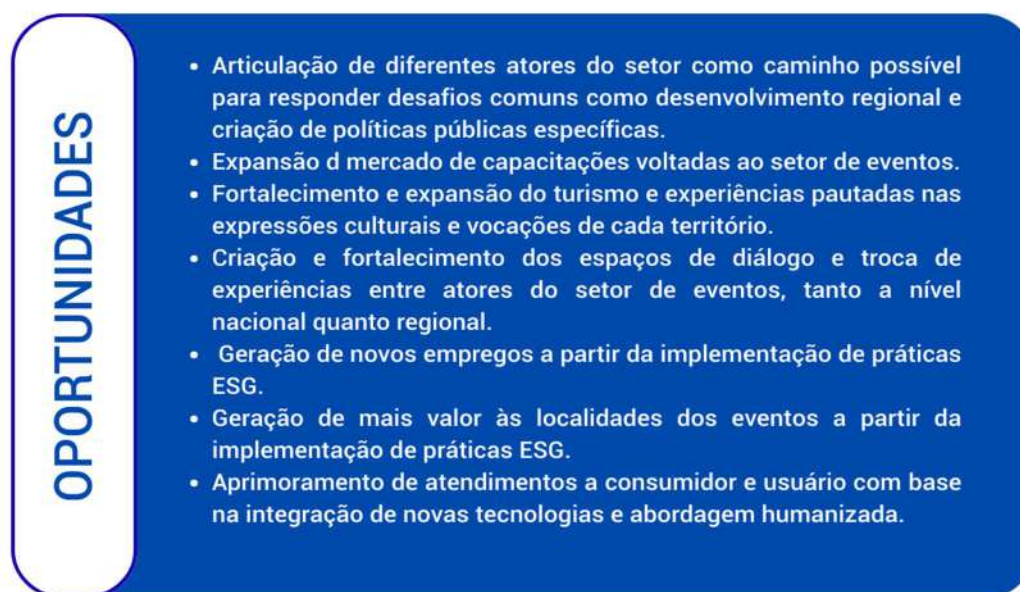 OPORTUNIDADES
• Articulação de diferentes atores do setor como caminho possível
para responder desafios comuns como desenvolvimento regional e
criação de políticas públicas específicas.
• Expansão d mercado de capacitações voltadas ao setor de eventos.
• Fortalecimento e expansão do turismo e experiências pautadas nas
expressões culturais e vocações de cada território.
• Criação e fortalecimento dos espaços de diálogo e troca de
experiências entre atores do setor de eventos, tanto a nível
nacional quanto regional.
• Geração de novos empregos a partir da implementação de práticas
ESG.
• Geração de mais valor às localidades dos eventos a partir da
implementação de práticas ESG.
• Aprimoramento de atendimentos a consumidor e usuário com base
na integração de novas tecnologias e abordagem humanizada.